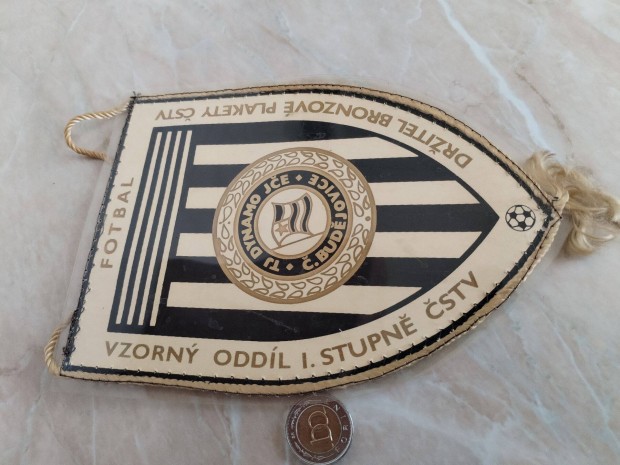 FOTBAL
DRŽITEL BRONZOVÉ PLAKETY ČSTV
TJ DYNAMO JČE
Č. BUDĚJOVICE
VZORNÝ ODDÍL I. STUPNĚ ČSTV